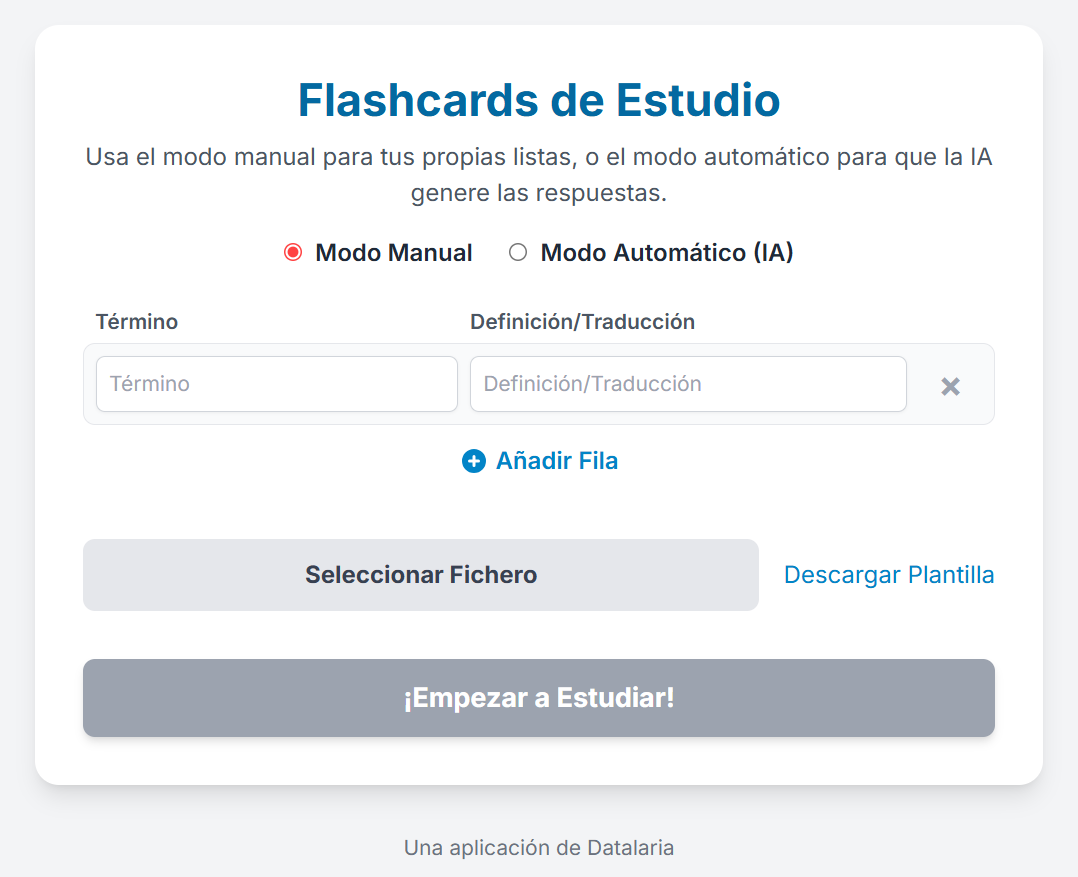 Flashcards de Estudio
Usa el modo manual para tus propias listas, o el modo automático para que la IA
genere las respuestas.
Modo Manual Modo Automático (IA)
Término Definición/Traducción
Término Definición/Traducción
Añadir Fila
Seleccionar Fichero Descargar Plantilla
¡Empezar a Estudiar!
Una aplicación de Datalaria